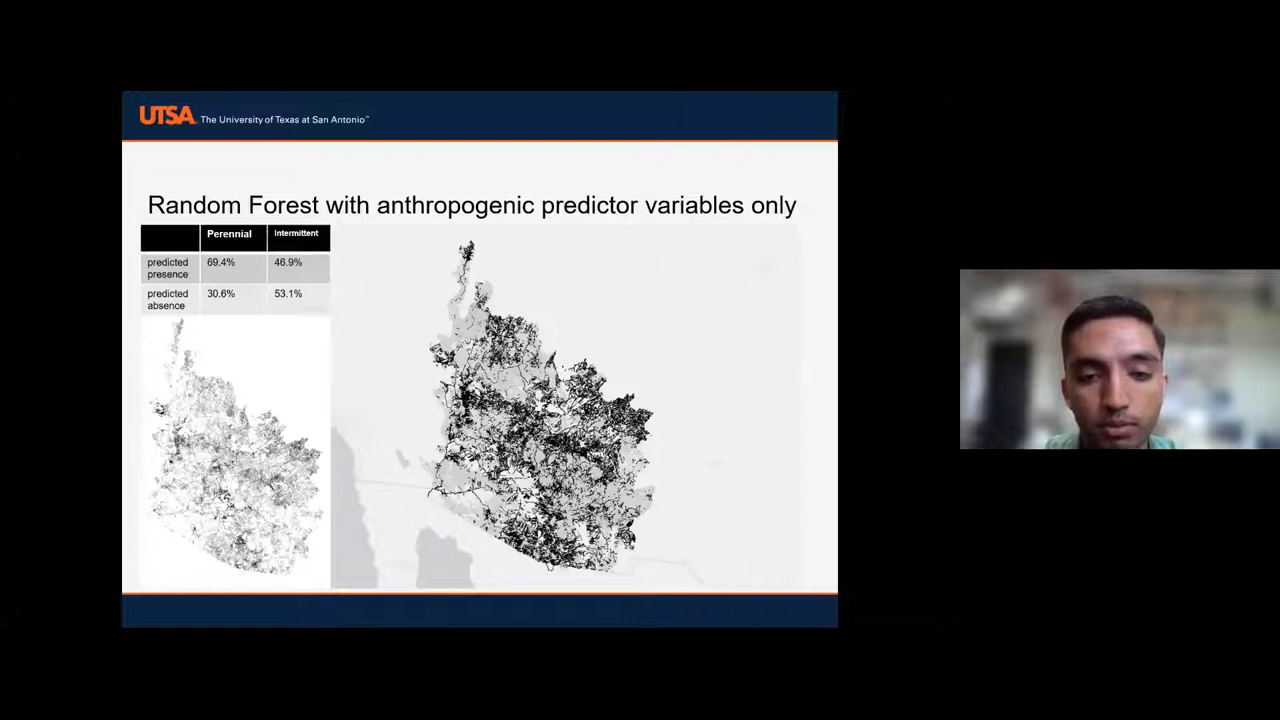 UTSA The University of Texas at San Antonio™
Random Forest with anthropogenic predictor variables only
Perennial Intermittent
predicted presence 69.4% 46.9%
predicted absence 30.6% 53.1%